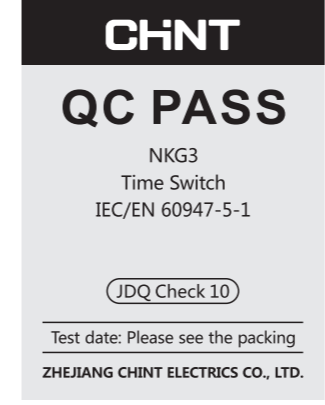 CHiNT
QC PASS
NKG3
Time Switch
IEC/EN 60947-5-1
JDQ Check 10
Test date: Please see the packing
ZHEJIANG CHINT ELECTRICS CO., LTD.